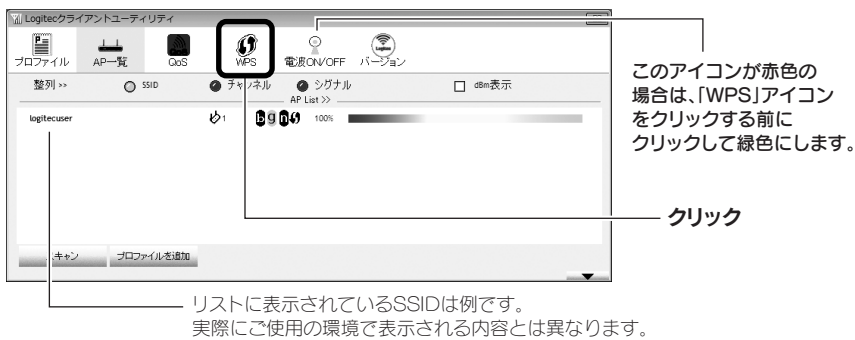 Logitecクライアントユーティリティ
プロファイル AP一覧 QoS WPS 電波ON/OFF バージョン
整列 >> SSID チャンネル シグナル dBm表示
AP List >>
logitecuser 1 b g n 100%
キャン プロファイルを追加
このアイコンが赤色の
場合は、「WPS」アイコン
をクリックする前に
クリックして緑色にします。
クリック
リストに表示されているSSIDは例です。
実際にご使用の環境で表示される内容とは異なります。